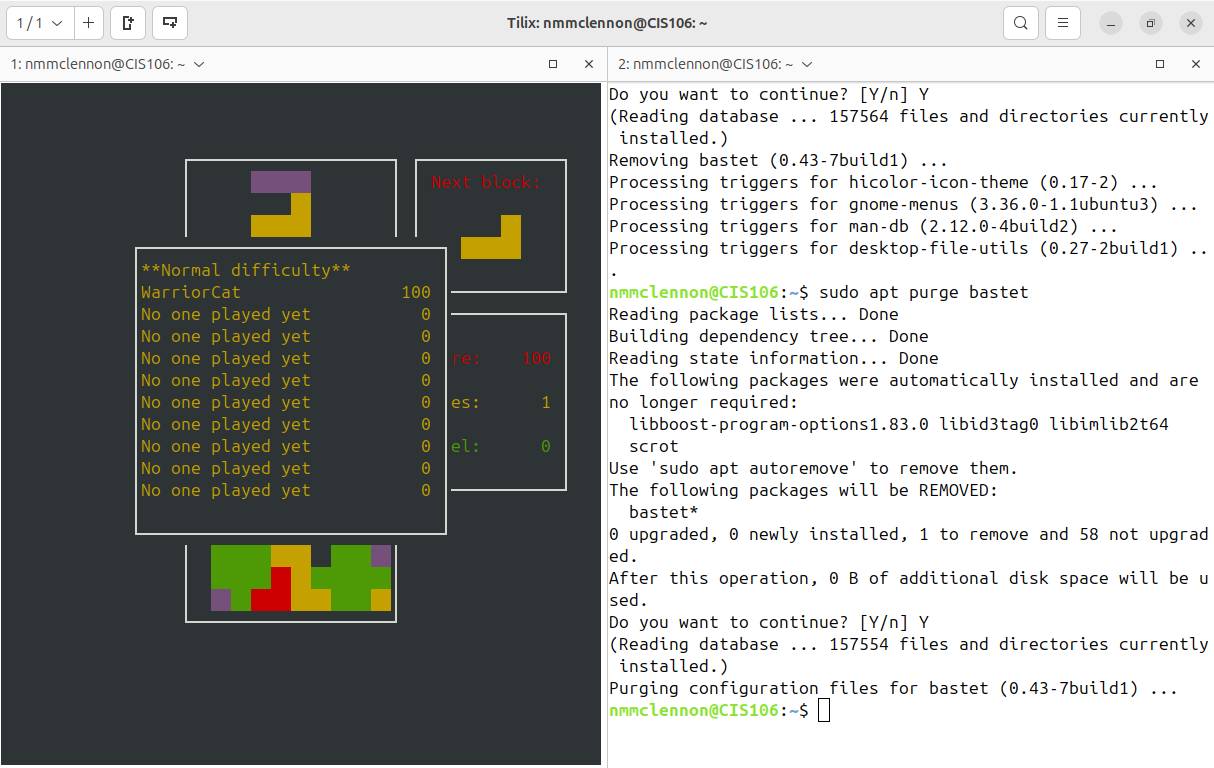 1 / 1
Tilix: nmmclennon@CIS106: ~
1: nmmclennon@CIS106: ~
Next block:
**Normal difficulty**
WarriorCat 100
No one played yet 0
No one played yet 0
No one played yet 0
No one played yet 0
No one played yet 0
No one played yet 0
No one played yet 0
No one played yet 0
No one played yet 0
re: 100
es: 1
el: 0
2: nmmclennon@CIS106: ~
Do you want to continue? [Y/n] Y
(Reading database ... 157564 files and directories currently
 installed.)
Removing bastet (0.43-7build1) ...
Processing triggers for hicolor-icon-theme (0.17-2) ...
Processing triggers for gnome-menus (3.36.0-1.1ubuntu3) ...
Processing triggers for man-db (2.12.0-4build2) ...
Processing triggers for desktop-file-utils (0.27-2build1) ..
.
nmmclennon@CIS106:~$ sudo apt purge bastet
Reading package lists... Done
Building dependency tree... Done
Reading state information... Done
The following packages were automatically installed and are
no longer required:
  libboost-program-options1.83.0 libid3tag0 libimlib2t64
  scrot
Use 'sudo apt autoremove' to remove them.
The following packages will be REMOVED:
  bastet*
0 upgraded, 0 newly installed, 1 to remove and 58 not upgrad
ed.
After this operation, 0 B of additional disk space will be u
sed.
Do you want to continue? [Y/n] Y
(Reading database ... 157554 files and directories currently
 installed.)
Purging configuration files for bastet (0.43-7build1) ...
nmmclennon@CIS106:~$